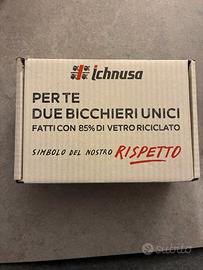 ichnusa
PER TE
DUE BICCHIERI UNICI
FATTI CON 85% DI VETRO RICICLATO
SIMBOLO DEL NOSTRO RISPETTO
subito